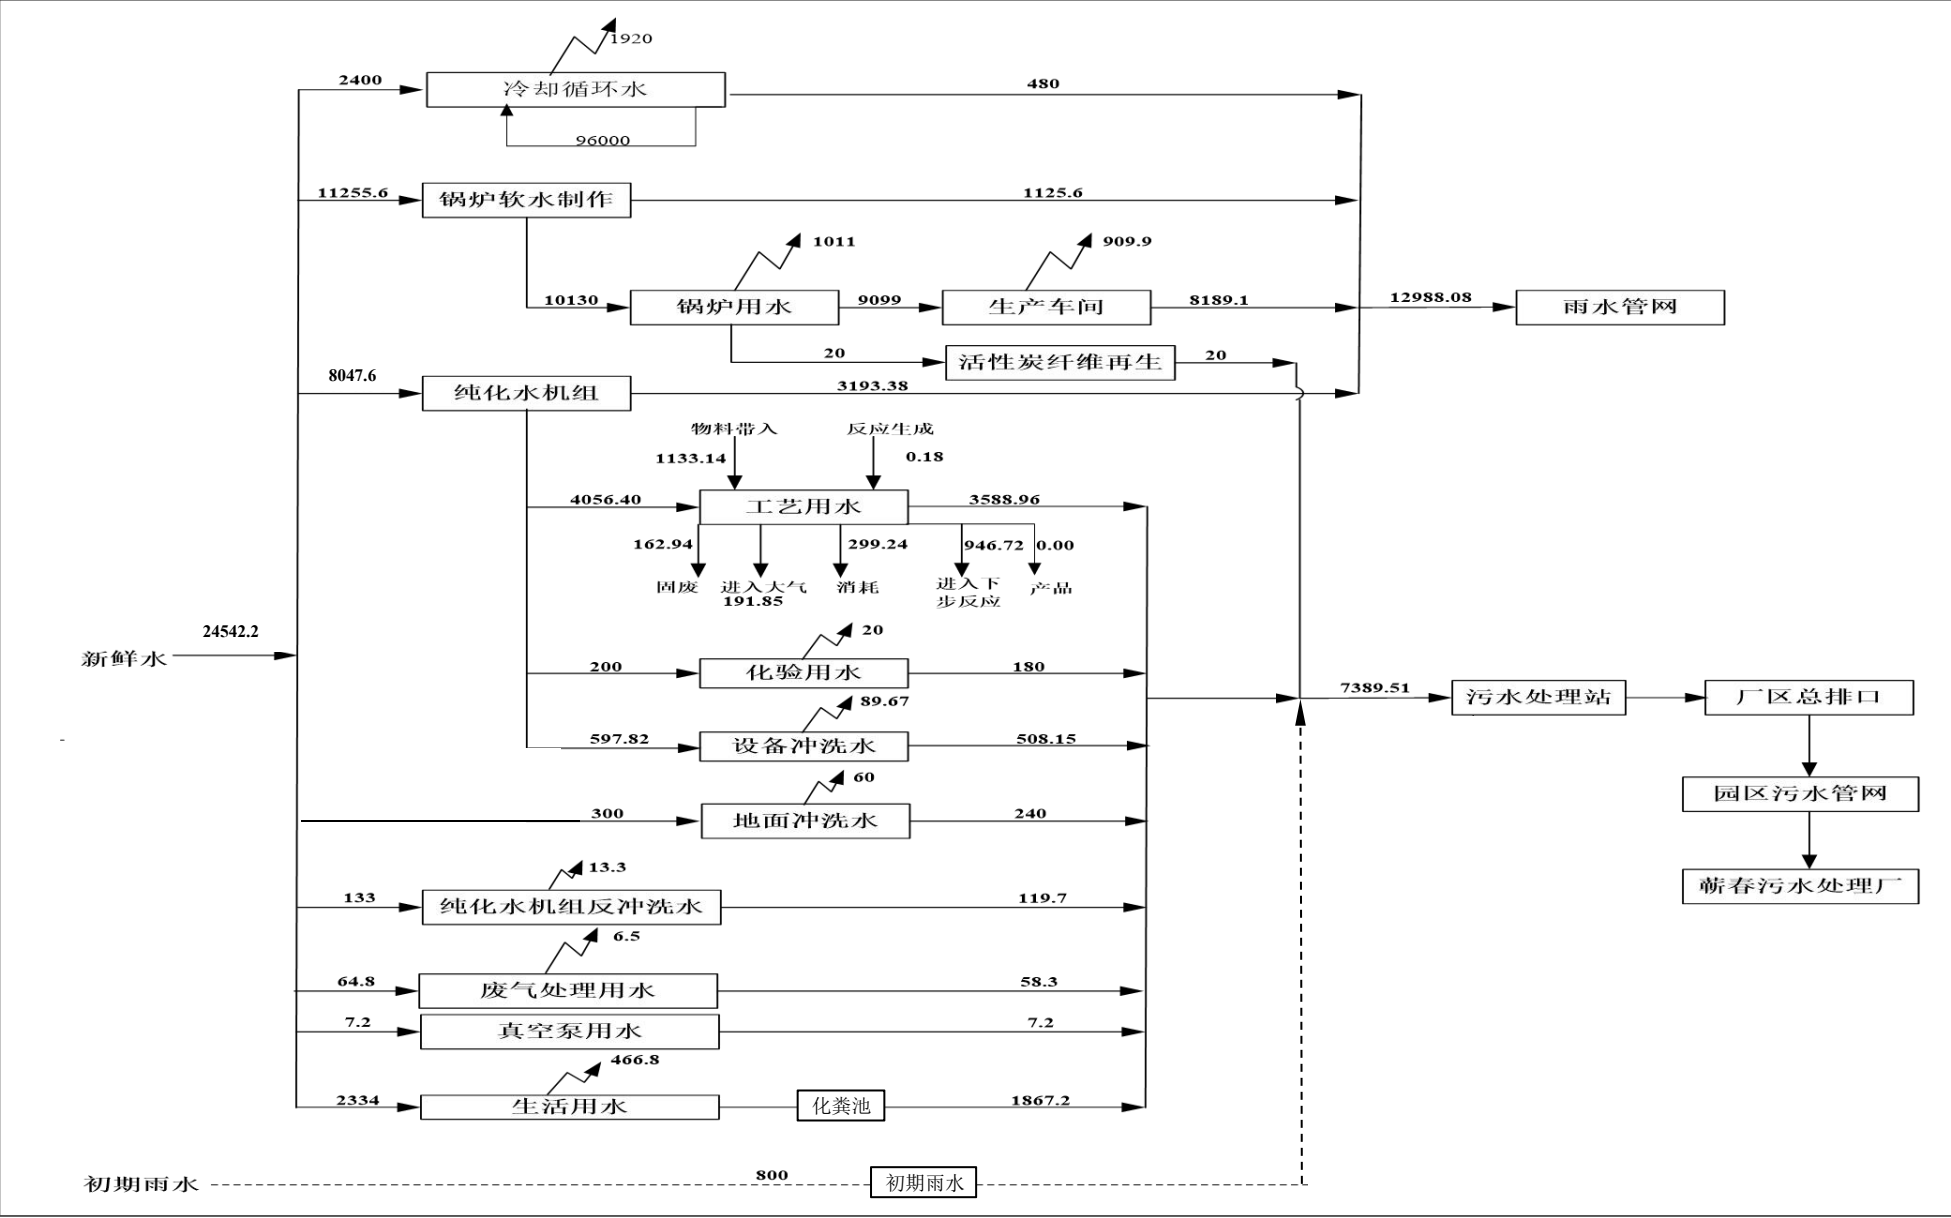 1920
2400
冷却循环水
480
96000
11255.6
锅炉软水制作
1125.6
1011
909.9
10130
锅炉用水
9099
生产车间
8189.1
12988.08
雨水管网
20
活性炭纤维再生
20
8047.6
纯化水机组
3193.38
物料带入
反应生成
1133.14
0.18
4056.40
工艺用水
3588.96
162.94
299.24
946.72
0.00
固废
进入大气
191.85
消耗
进入下
步反应
产品
24542.2
新鲜水
20
200
化验用水
180
89.67
597.82
设备冲洗水
508.15
7389.51
污水处理站
厂区总排口
60
300
地面冲洗水
240
园区污水管网
13.3
133
纯化水机组反冲洗水
119.7
蕲春污水处理厂
6.5
64.8
废气处理用水
58.3
7.2
真空泵用水
7.2
466.8
2334
生活用水
化粪池
1867.2
初期雨水
800
初期雨水